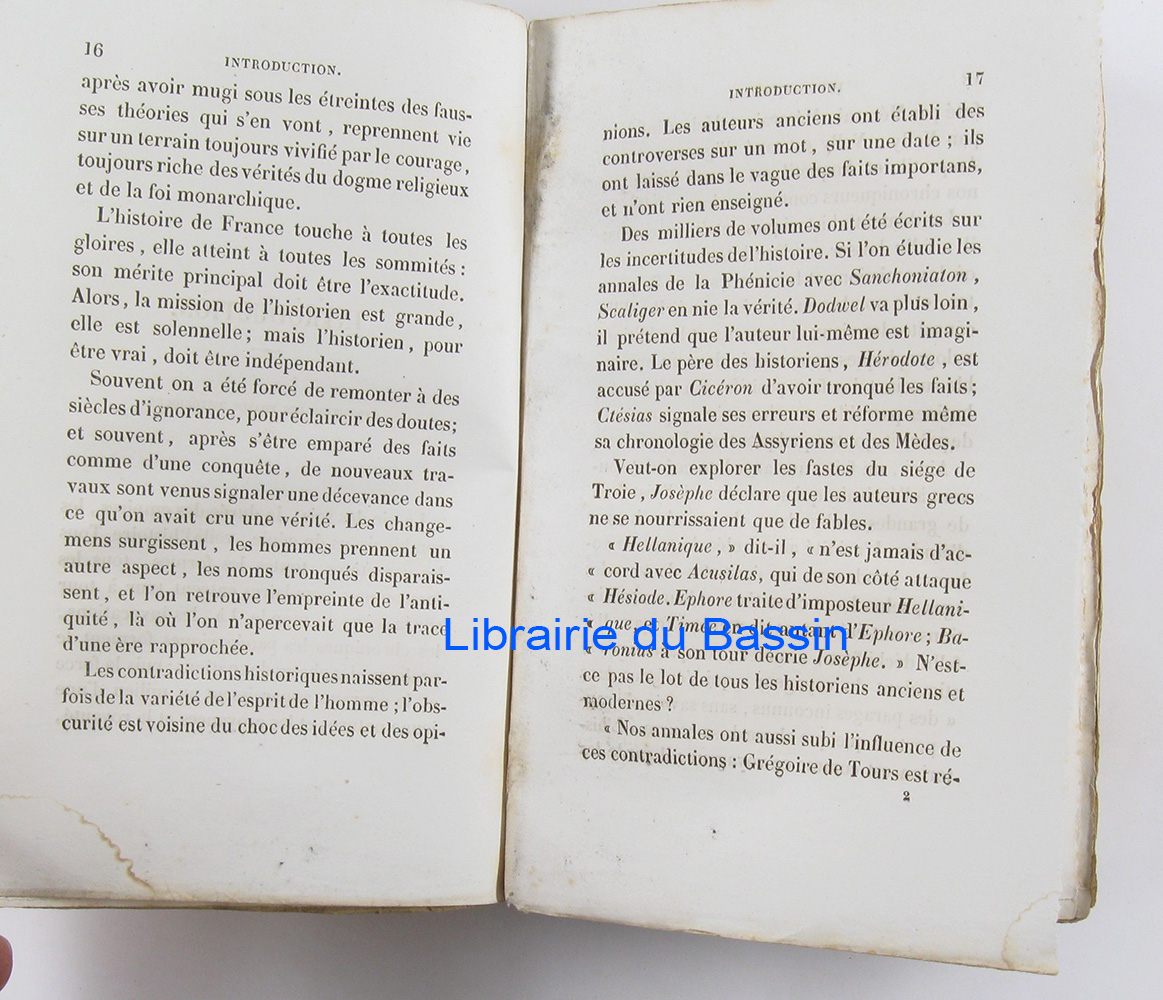 16
INTRODUCTION.
après avoir mugi sous les étreintes des faus-
ses théories qui s'en vont, reprennent vie
sur un terrain toujours vivifié par le courage,
toujours riche des vérités du dogme religieux
et de la foi monarchique.
L'histoire de France touche à toutes les
gloires, elle atteint à toutes les sommités :
son mérite principal doit être l'exactitude.
Alors, la mission de l'historien est grande,
elle est solennelle ; mais l'historien, pour
être vrai, doit être indépendant.
Souvent on a été forcé de remonter à des
siècles d'ignorance, pour éclaircir des doutes ;
et souvent, après s'être emparé des faits
comme d'une conquête, de nouveaux tra-
vaux sont venus signaler une décevance dans
ce qu'on avait cru une vérité. Les change-
mens surgissent, les hommes prennent un
autre aspect, les noms tronqués disparais-
sent, et l'on retrouve l'empreinte de l'anti-
quité, là où l'on n'apercevait que la trace
d'une ère rapprochée.
Les contradictions historiques naissent par-
fois de la variété de l'esprit de l'homme ; l'obs-
curité est voisine du choc des idées et des opi-
INTRODUCTION.
17
nions. Les auteurs anciens ont établi des
controverses sur un mot, sur une date ; ils
ont laissé dans le vague des faits importans,
et n'ont rien enseigné.
Des milliers de volumes ont été écrits sur
les incertitudes de l'histoire. Si l'on étudie les
annales de la Phénicie avec Sanchoniaton,
Scaliger en nie la vérité. Dodwel va plus loin,
il prétend que l'auteur lui-même est imagi-
naire. Le père des historiens, Hérodote, est
accusé par Cicéron d'avoir tronqué les faits ;
Ctésias signale ses erreurs et réforme même
sa chronologie des Assyriens et des Mèdes.
Veut-on explorer les fastes du siége de
Troie, Josèphe déclare que les auteurs grecs
ne se nourrissaient que de fables.
« Hellanique, » dit-il, « n'est jamais d'ac-
« cord avec Acusilas, qui de son côté attaque
« Hésiode. Ephore traite d'imposteur Hellani-
« que, et Timée en dit autant d'Ephore ; Ba-
« ronius à son tour décrie Josèphe. » N'est-
ce pas le lot de tous les historiens anciens et
modernes ?
« Nos annales ont aussi subi l'influence de
ces contradictions : Grégoire de Tours est ré-
2
Librairie du Bassin